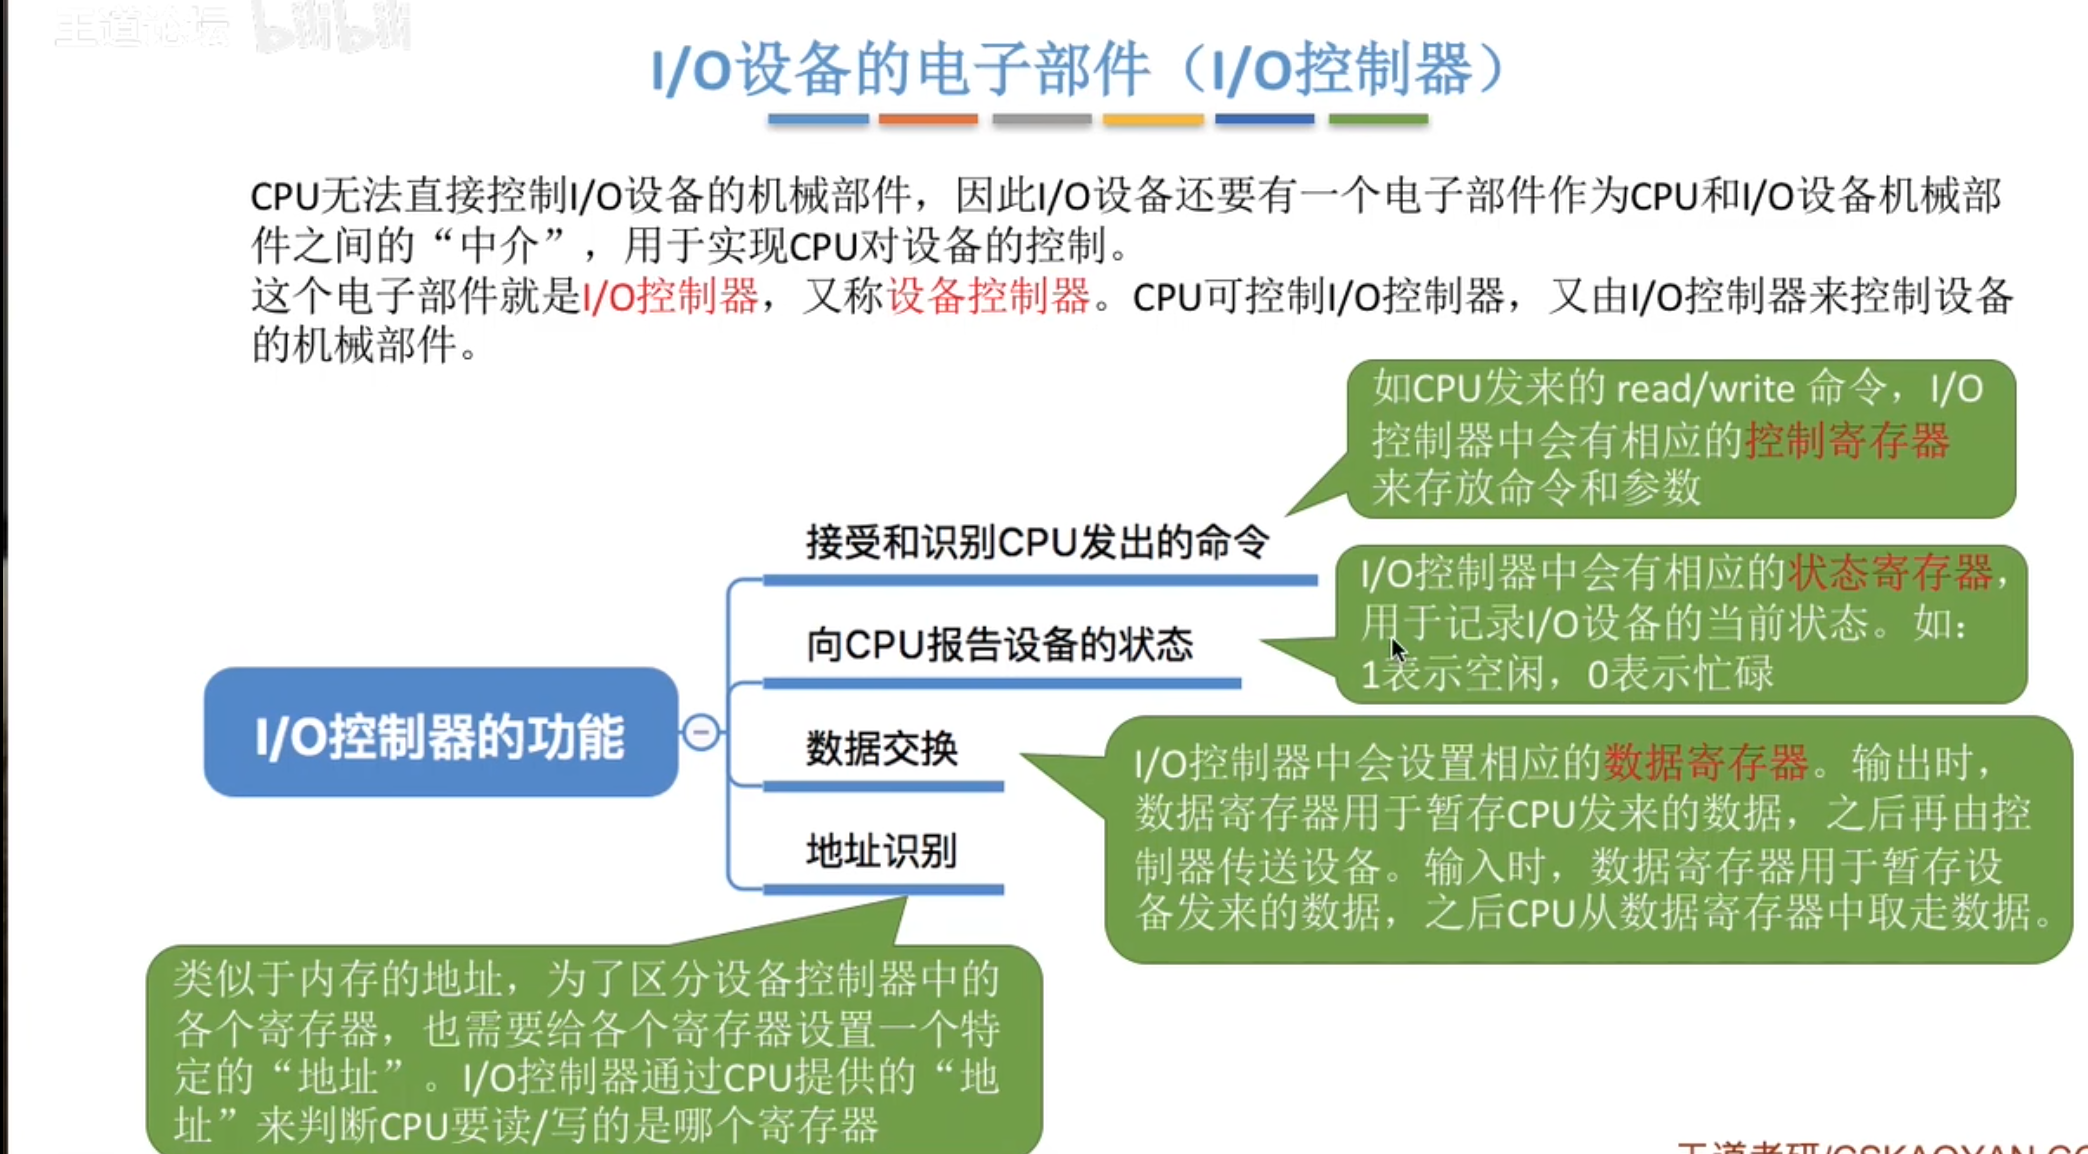 王道论坛 bilibili
I/O设备的电子部件（I/O控制器）
CPU无法直接控制I/O设备的机械部件，因此I/O设备还要有一个电子部件作为CPU和I/O设备机械部
件之间的“中介”，用于实现CPU对设备的控制。
这个电子部件就是I/O控制器，又称设备控制器。CPU可控制I/O控制器，又由I/O控制器来控制设备
的机械部件。
如CPU发来的 read/write 命令，I/O
控制器中会有相应的控制寄存器
来存放命令和参数
接受和识别CPU发出的命令
I/O控制器中会有相应的状态寄存器，
用于记录I/O设备的当前状态。如：
1表示空闲，0表示忙碌
向CPU报告设备的状态
I/O控制器的功能
数据交换
I/O控制器中会设置相应的数据寄存器。输出时，
数据寄存器用于暂存CPU发来的数据，之后再由控
制器传送设备。输入时，数据寄存器用于暂存设
备发来的数据，之后CPU从数据寄存器中取走数据。
地址识别
类似于内存的地址，为了区分设备控制器中的
各个寄存器，也需要给各个寄存器设置一个特
定的“地址”。I/O控制器通过CPU提供的“地
址”来判断CPU要读/写的是哪个寄存器